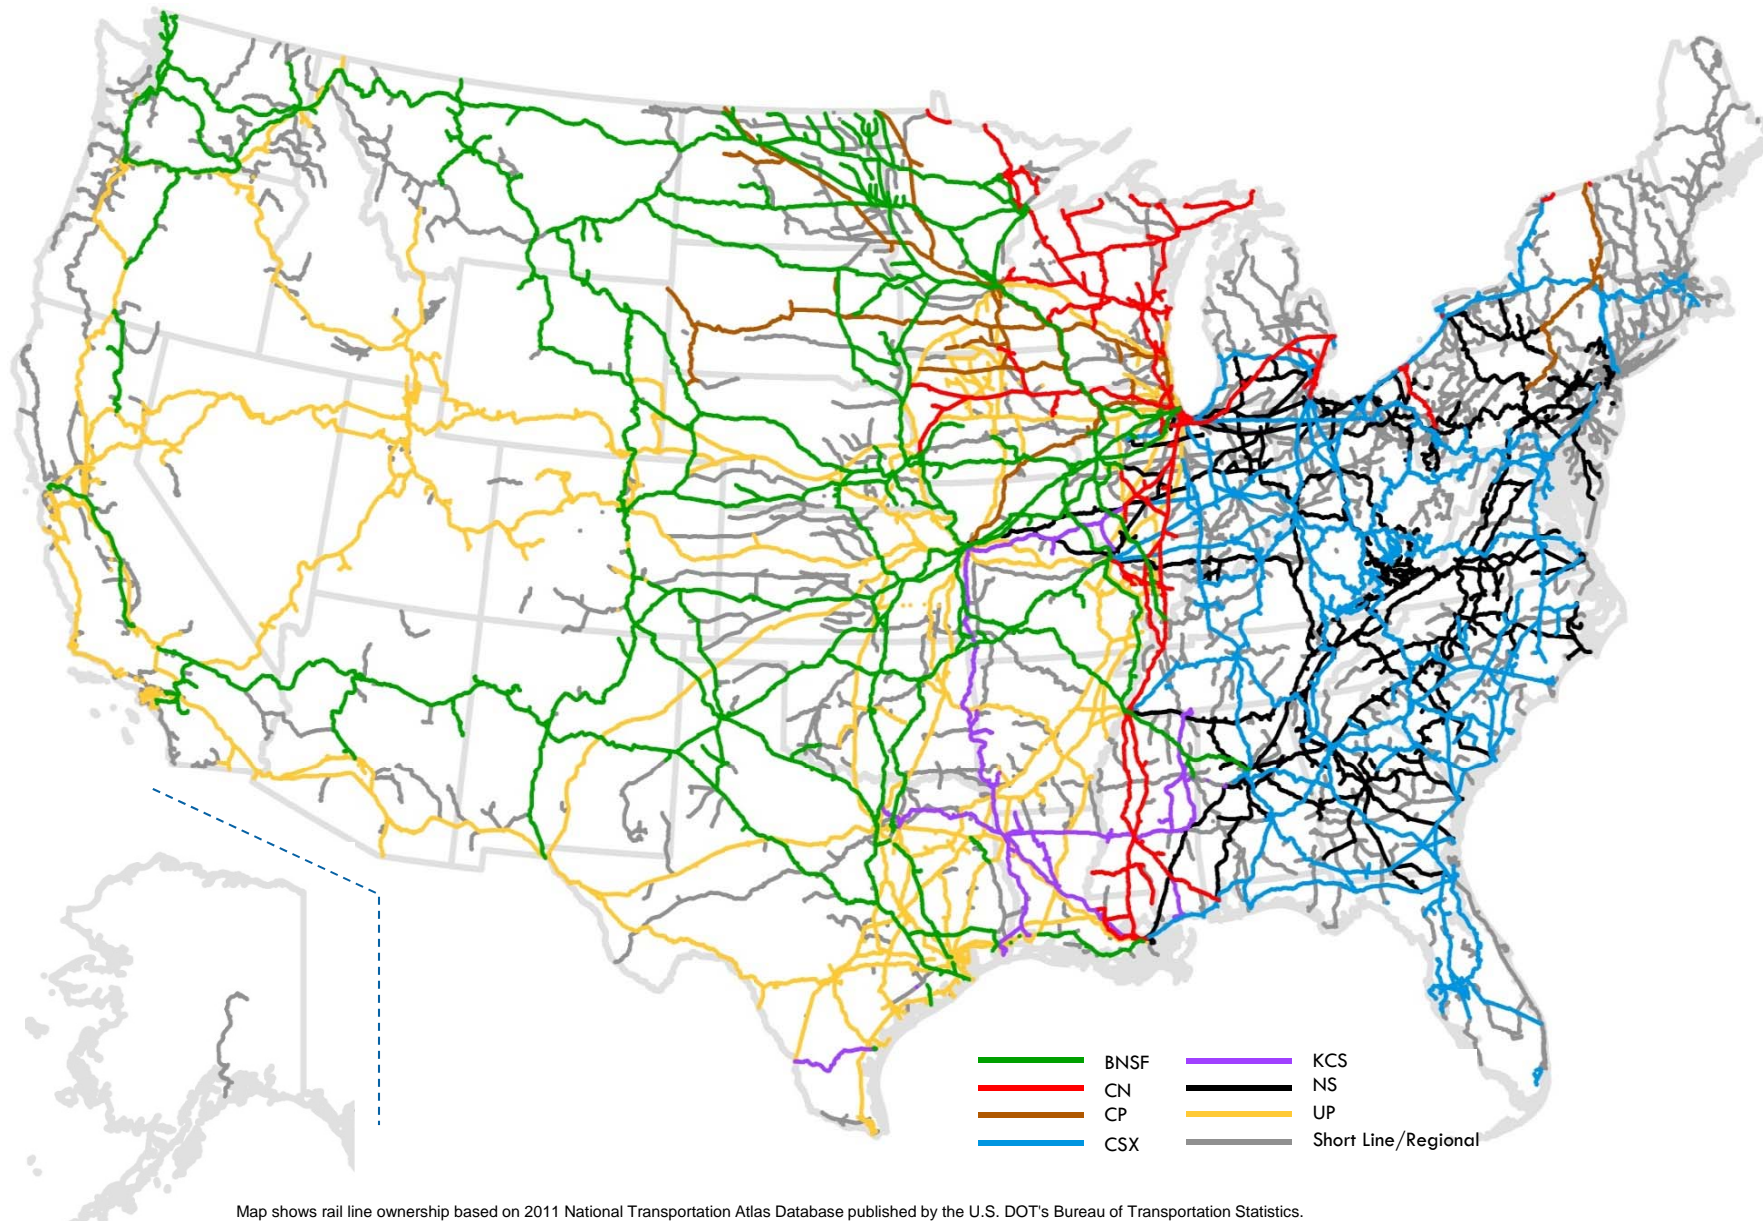 BNSF
CN
CP
CSX
KCS
NS
UP
Short Line/Regional
Map shows rail line ownership based on 2011 National Transportation Atlas Database published by the U.S. DOT's Bureau of Transportation Statistics.